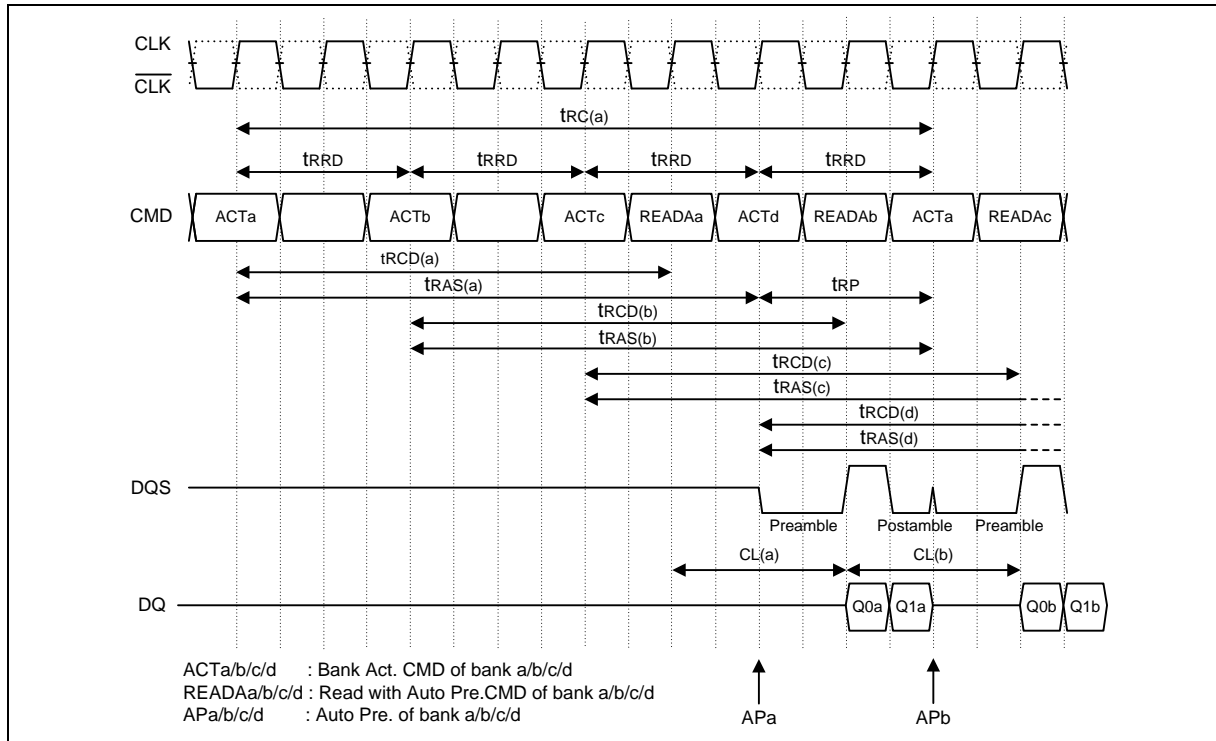 CLK
CLK
tRC(a)
tRRD tRRD tRRD tRRD
CMD ACTa ACTb ACTc READAa ACTd READAb ACTa READAc
tRCD(a)
tRAS(a) tRP
tRCD(b)
tRAS(b)
tRCD(c)
tRAS(c)
tRCD(d)
tRAS(d)
DQS
Preamble Postamble Preamble
CL(a) CL(b)
DQ Q0a Q1a Q0b Q1b
ACTa/b/c/d : Bank Act. CMD of bank a/b/c/d
READAa/b/c/d : Read with Auto Pre.CMD of bank a/b/c/d
APa/b/c/d : Auto Pre. of bank a/b/c/d
APa APb